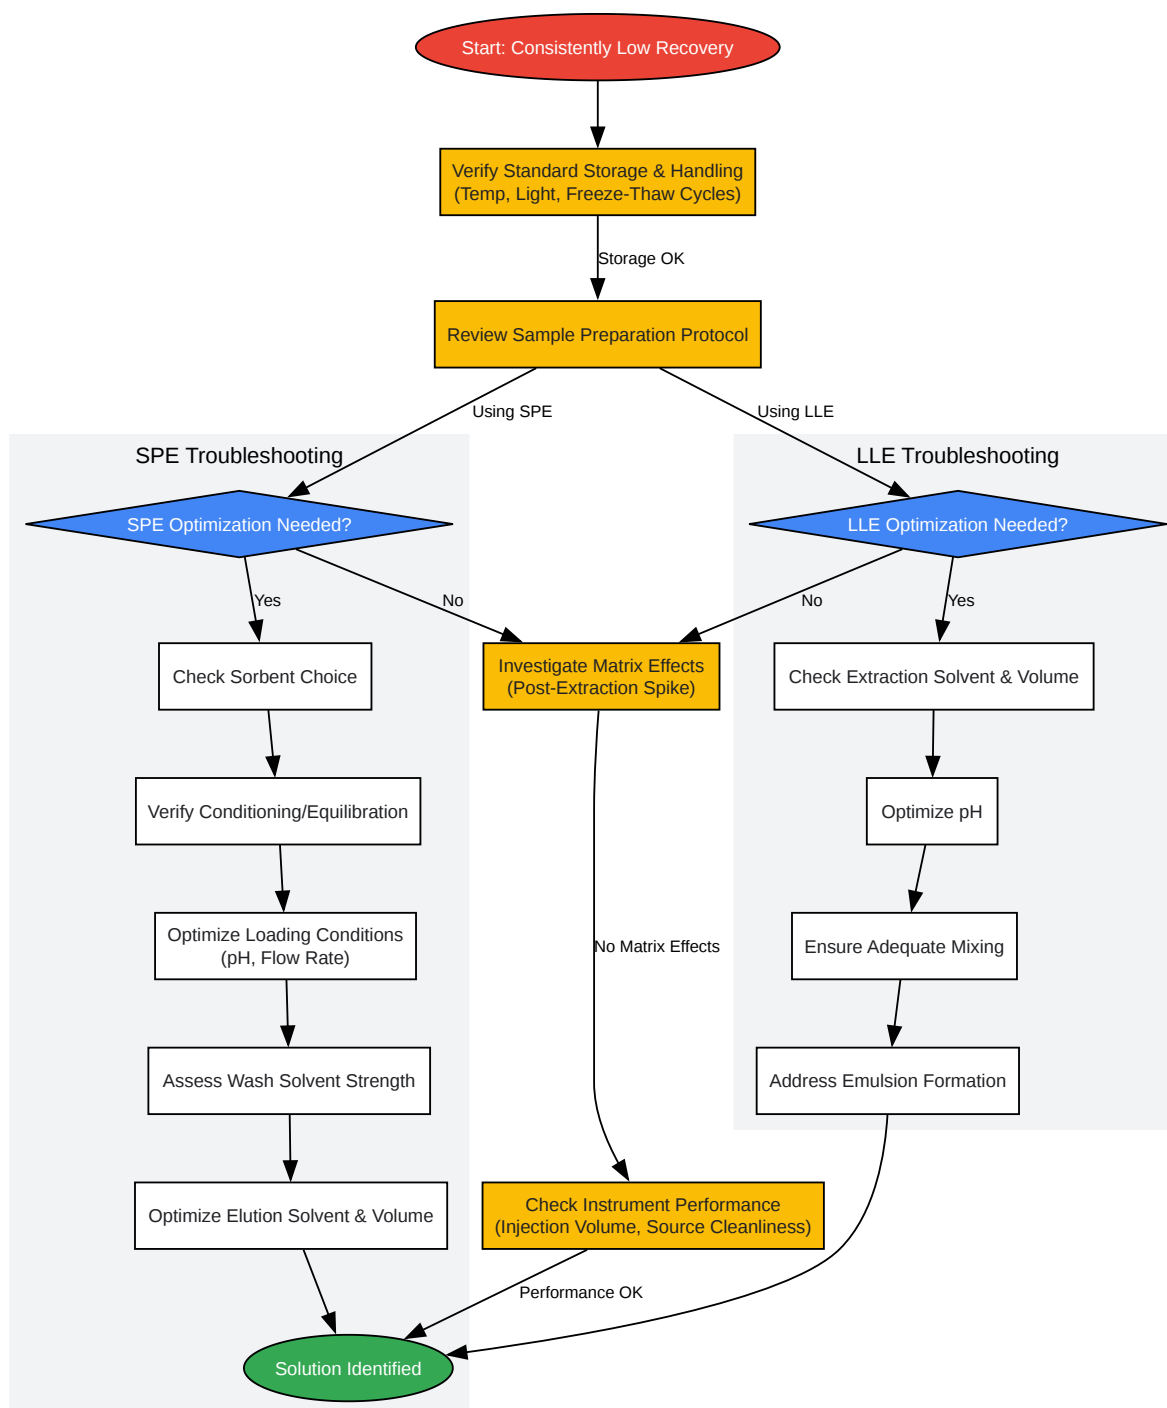 Start: Consistently Low Recovery
Verify Standard Storage & Handling
(Temp, Light, Freeze-Thaw Cycles)
Storage OK
Review Sample Preparation Protocol
Using SPE
Using LLE
SPE Troubleshooting
LLE Troubleshooting
SPE Optimization Needed?
LLE Optimization Needed?
Yes
No
No
Yes
Check Sorbent Choice
Investigate Matrix Effects
(Post-Extraction Spike)
Check Extraction Solvent & Volume
Verify Conditioning/Equilibration
Optimize pH
Optimize Loading Conditions
(pH, Flow Rate)
No Matrix Effects
Ensure Adequate Mixing
Assess Wash Solvent Strength
Address Emulsion Formation
Optimize Elution Solvent & Volume
Check Instrument Performance
(Injection Volume, Source Cleanliness)
Performance OK
Solution Identified